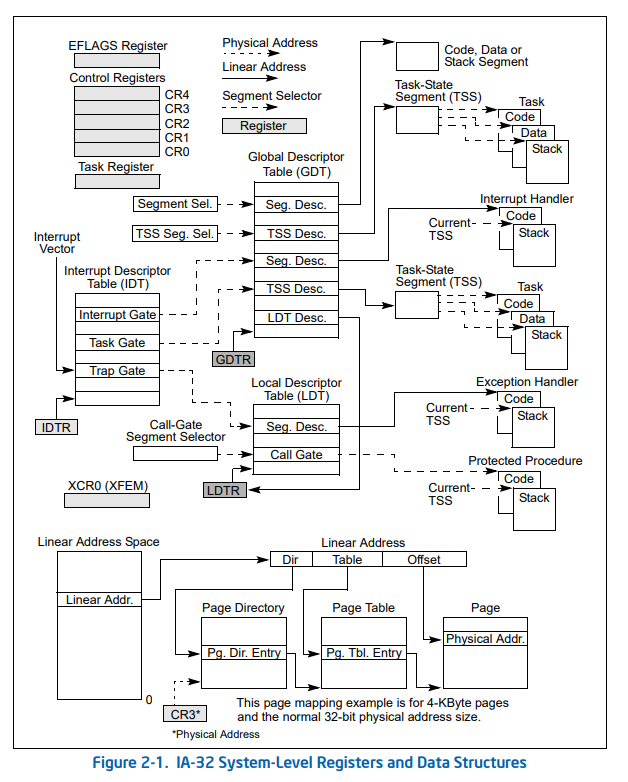 EFLAGS Register
Control Registers
CR4
CR3
CR2
CR1
CR0
Task Register
Physical Address
Linear Address
Segment Selector
Register
Code, Data or
Stack Segment
Task-State
Segment (TSS)
Task
Code
Data
Stack
Global Descriptor
Table (GDT)
Segment Sel.
Seg. Desc.
TSS Seg. Sel.
TSS Desc.
Seg. Desc.
TSS Desc.
LDT Desc.
GDTR
Interrupt Handler
Code
Current
TSS
Stack
Interrupt
Vector
Interrupt Descriptor
Table (IDT)
Interrupt Gate
Task Gate
Trap Gate
IDTR
Task-State
Segment (TSS)
Task
Code
Data
Stack
Local Descriptor
Table (LDT)
Call-Gate
Segment Selector
Seg. Desc.
Call Gate
LDTR
XCR0 (XFEM)
Exception Handler
Code
Current
TSS
Stack
Protected Procedure
Code
Current
TSS
Stack
Linear Address Space
Linear Addr.
0
Linear Address
Dir
Table
Offset
Page Directory
Pg. Dir. Entry
Page Table
Pg. Tbl. Entry
Page
Physical Addr.
CR3*
*Physical Address
This page mapping example is for 4-KByte pages
and the normal 32-bit physical address size.
Figure 2-1. IA-32 System-Level Registers and Data Structures